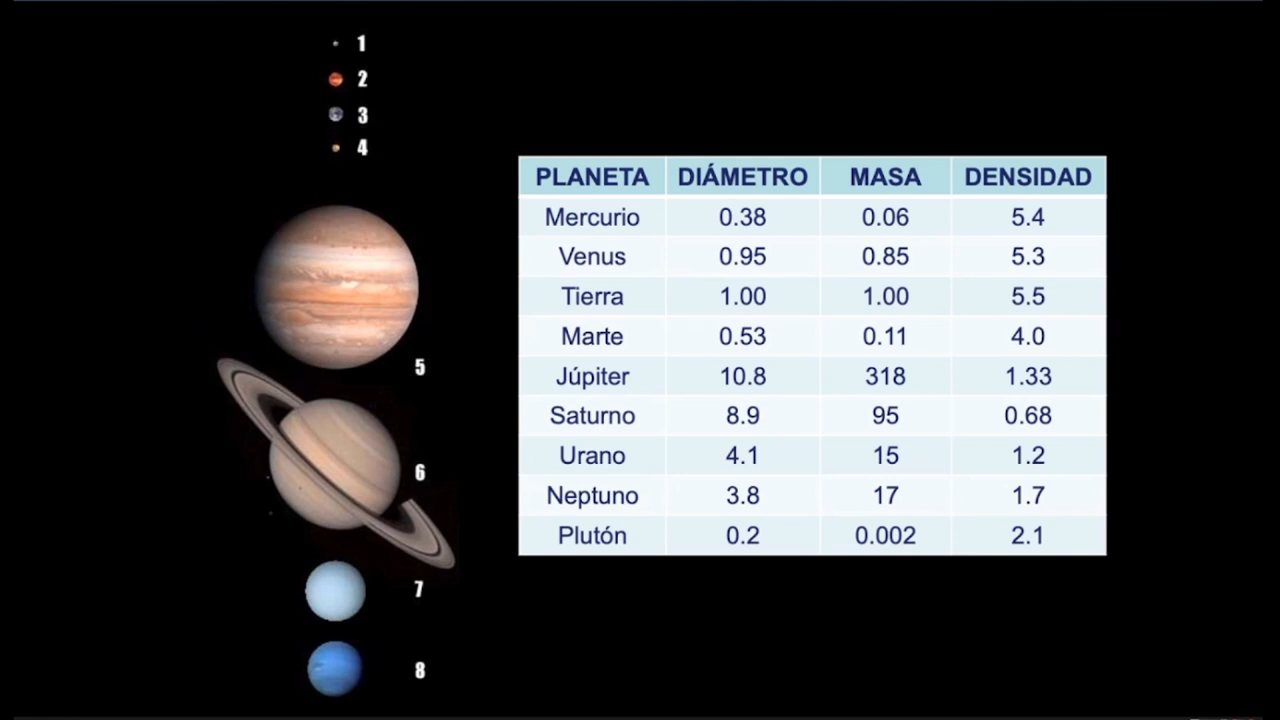 1
2
3
4
5
6
7
8
PLANETA DIÁMETRO MASA DENSIDAD
Mercurio 0.38 0.06 5.4
Venus 0.95 0.85 5.3
Tierra 1.00 1.00 5.5
Marte 0.53 0.11 4.0
Júpiter 10.8 318 1.33
Saturno 8.9 95 0.68
Urano 4.1 15 1.2
Neptuno 3.8 17 1.7
Plutón 0.2 0.002 2.1